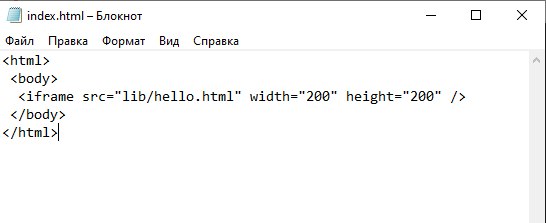 index.html – Блокнот
Файл Правка Формат Вид Справка
<html>
 <body>
  <iframe src="lib/hello.html" width="200" height="200" />
 </body>
</html>